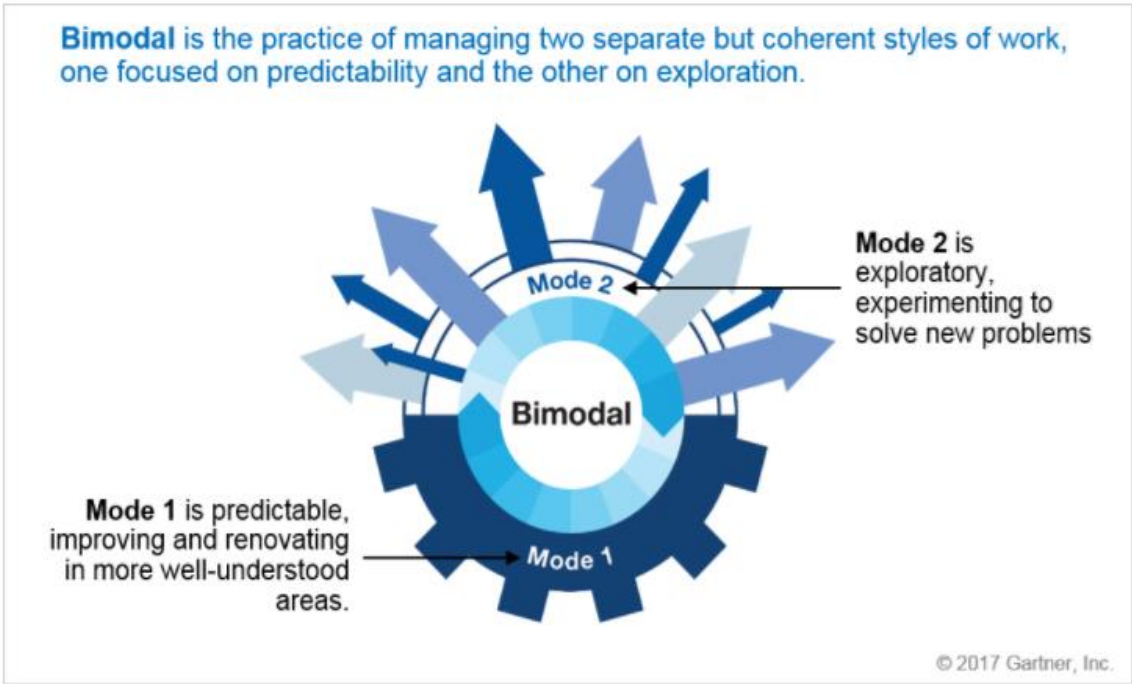 Bimodal is the practice of managing two separate but coherent styles of work,
one focused on predictability and the other on exploration.
Mode 2 is
exploratory,
experimenting to
solve new problems
Mode 2
Bimodal
Mode 1 is predictable,
improving and renovating
in more well-understood
areas.
Mode 1
© 2017 Gartner, Inc.